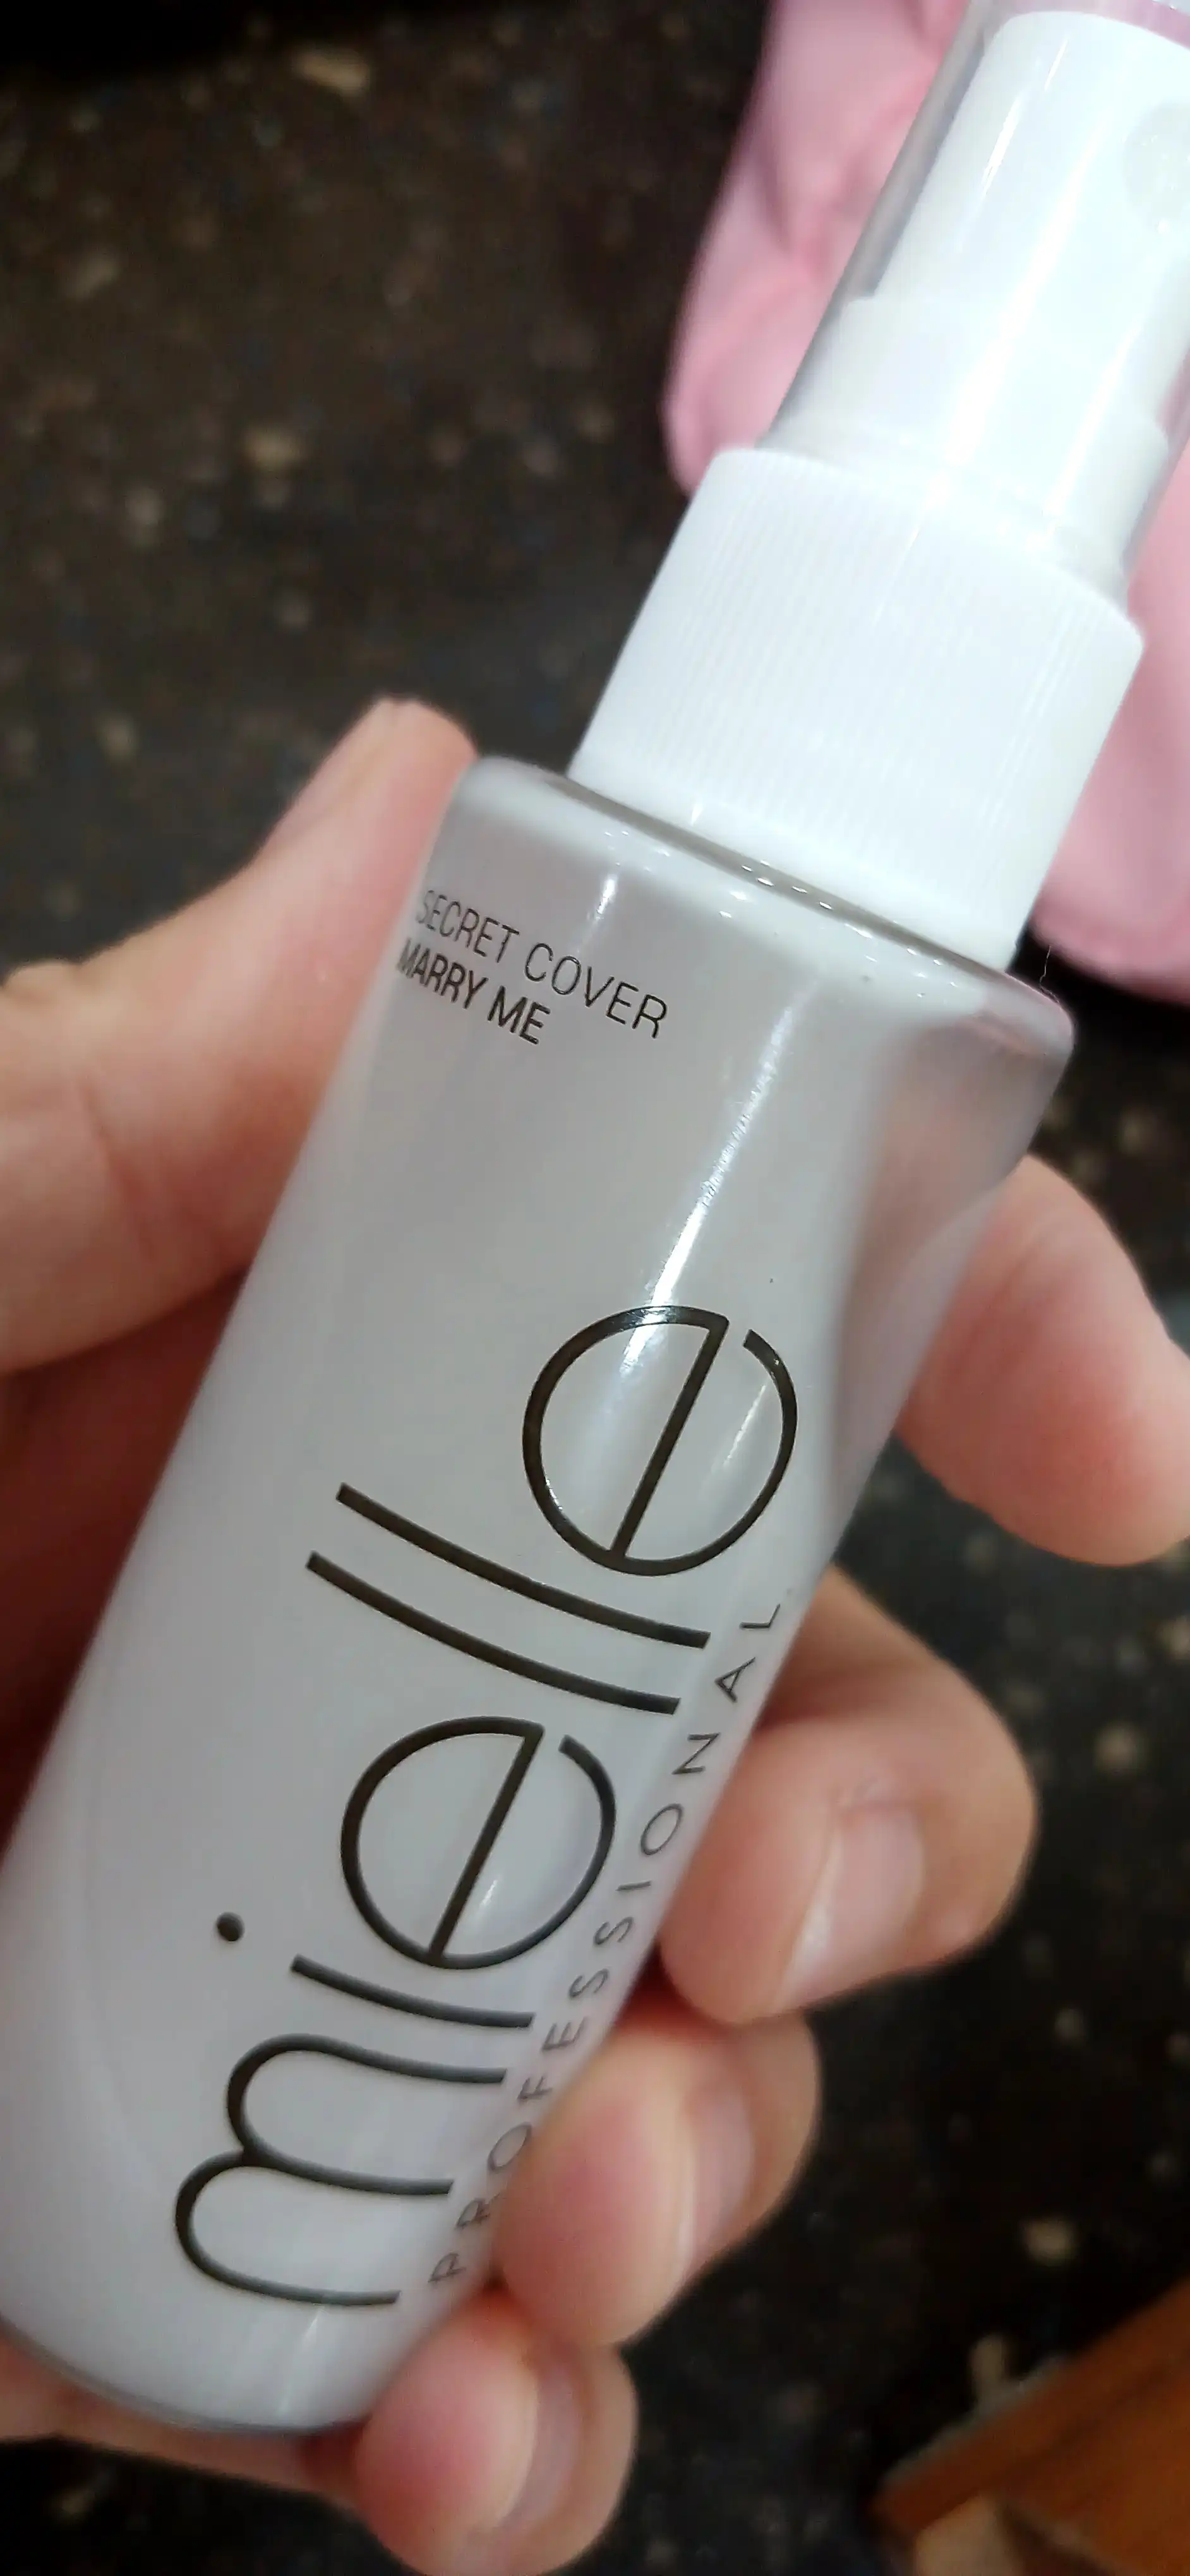 SECRET COVER
MARRY ME
mielle
PROFESSIONAL